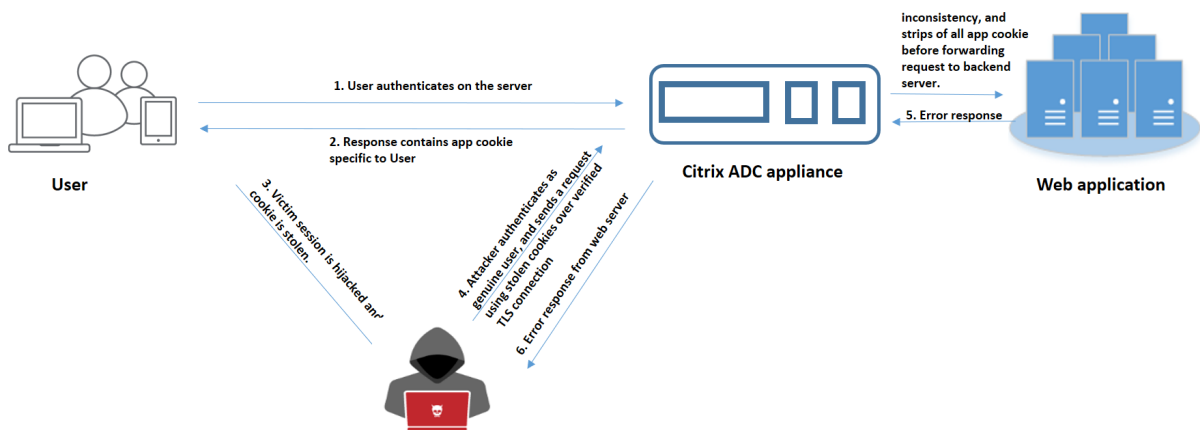 inconsistency, and
strips of all app cookie
before forwarding
request to backend
server.
1. User authenticates on the server
5. Error response
2. Response contains app cookie
specific to User
User
Citrix ADC appliance
Web application
3. Victim session is hijacked and
cookie is stolen.
4. Attacker authenticates as
genuine user, and sends a request
using stolen cookies over verified
TLS connection
6. Error response from web server